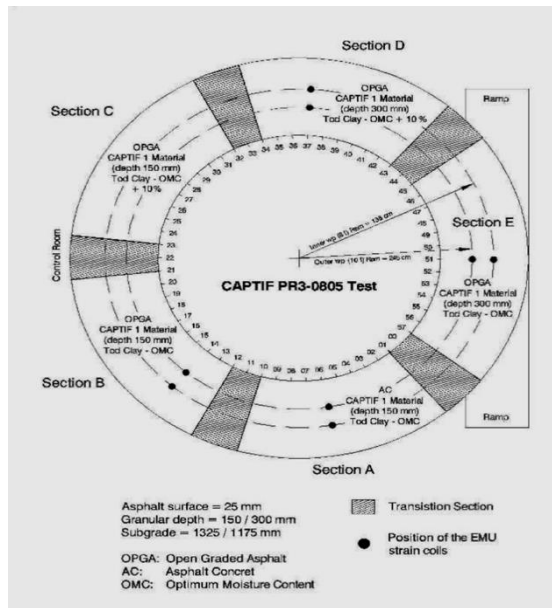 Section D
Ramp
OPGA
CAPTIF 1 Material
(depth 300 mm)
Tod Clay - OMC + 10%
Section C
OPGA
CAPTIF 1 Material
(depth 150 mm)
Tod Clay - OMC
+ 10%
Control Room
Section E
CAPTIF PR3-0805 Test
OPGA
CAPTIF 1 Material
(depth 300 mm)
Tod Clay - OMC
OPGA
CAPTIF 1 Material
(depth 150 mm)
Tod Clay - OMC
Section B
AC
CAPTIF 1 Material
(depth 150 mm)
Tod Clay - OMC
Ramp
Section A
Asphalt surface = 25 mm
Granular depth = 150 / 300 mm
Subgrade = 1325 / 1175 mm
OPGA: Open Graded Asphalt
AC: Asphalt Concret
OMC: Optimum Moisture Content
Transistion Section
Position of the EMU
strain coils